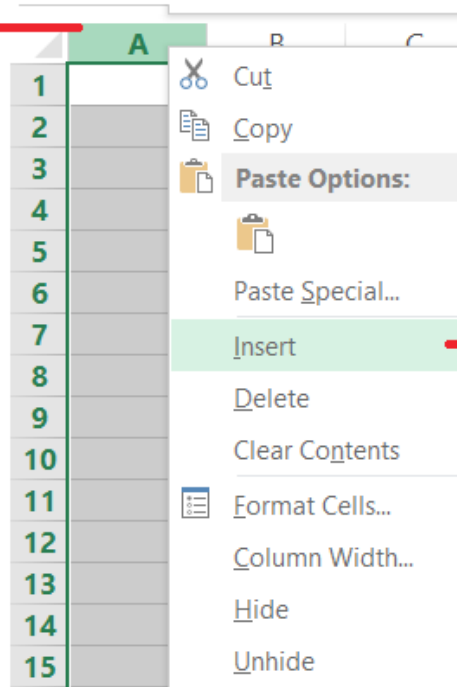 A B C
1
Cut
2
Copy
3
Paste Options:
4
5
6
Paste Special...
7
Insert
8
Delete
9
10
Clear Contents
11
Format Cells...
12
Column Width...
13
14
Hide
15
Unhide